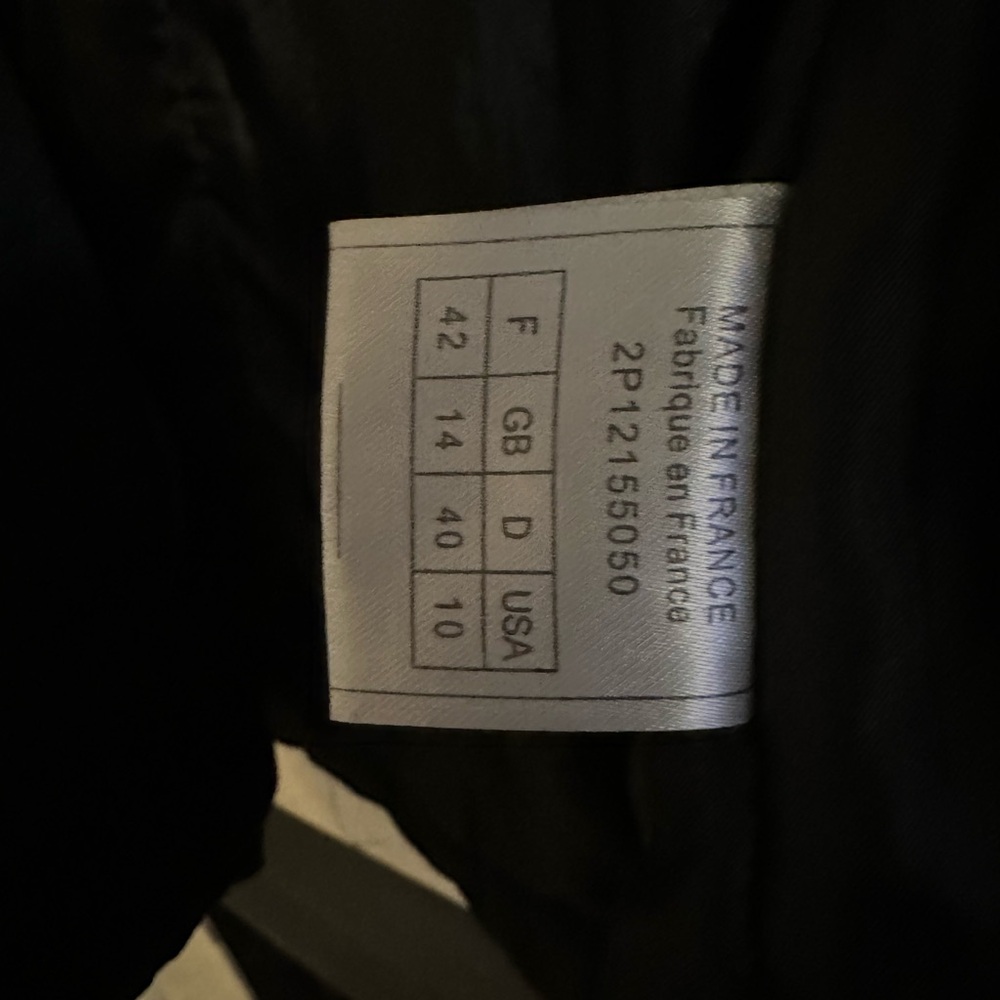 MADE IN FRANCE
Fabrique en France
2P12155050
F GB D USA
42 14 40 10